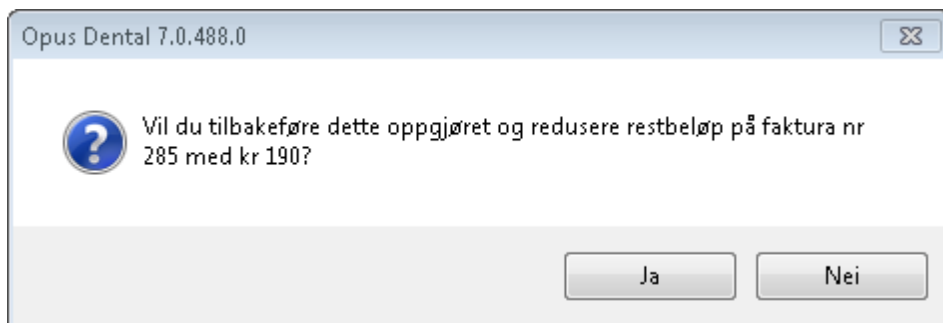 Opus Dental 7.0.488.0
Vil du tilbakeføre dette oppgjøret og redusere restbeløp på faktura nr
285 med kr 190?
Ja
Nei